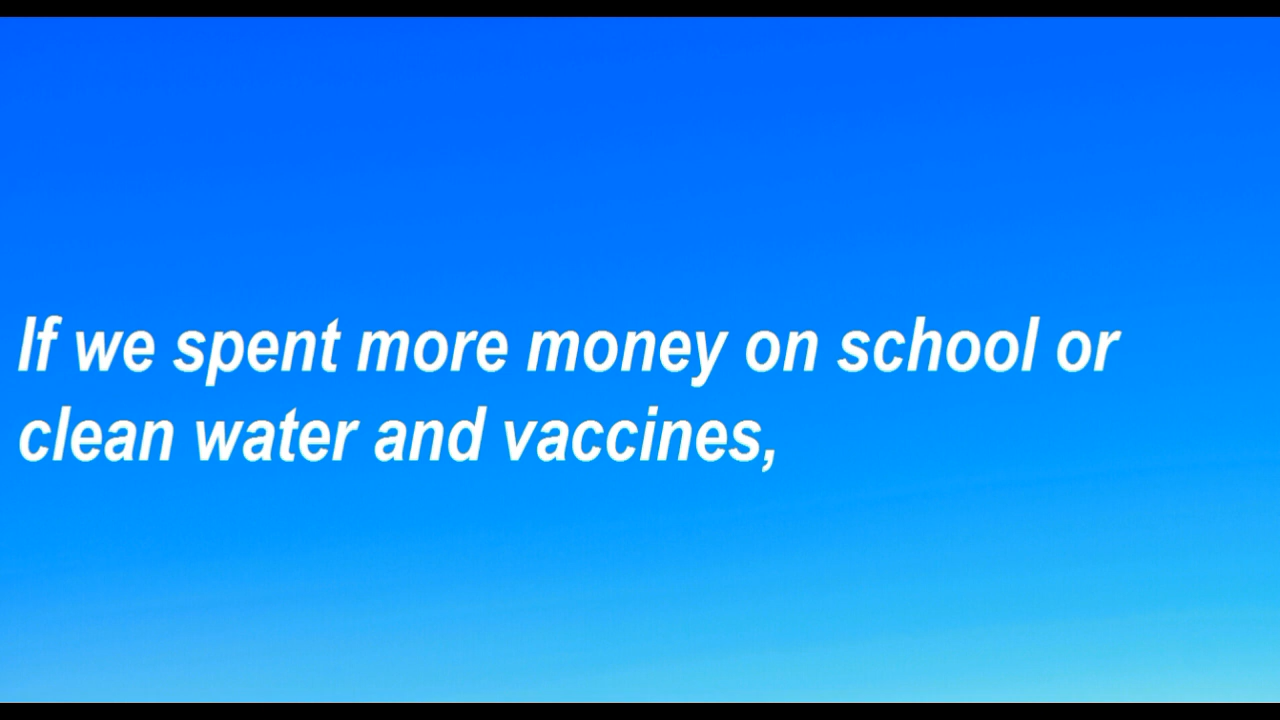 If we spent more money on school or
clean water and vaccines,